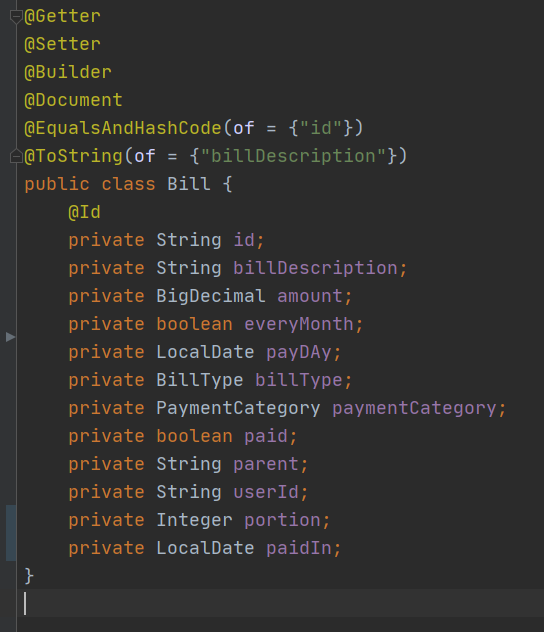 @Getter
@Setter
@Builder
@Document
@EqualsAndHashCode(of = {"id"})
@ToString(of = {"billDescription"})
public class Bill {
    @Id
    private String id;
    private String billDescription;
    private BigDecimal amount;
    private boolean everyMonth;
    private LocalDate payDAy;
    private BillType billType;
    private PaymentCategory paymentCategory;
    private boolean paid;
    private String parent;
    private String userId;
    private Integer portion;
    private LocalDate paidIn;
}